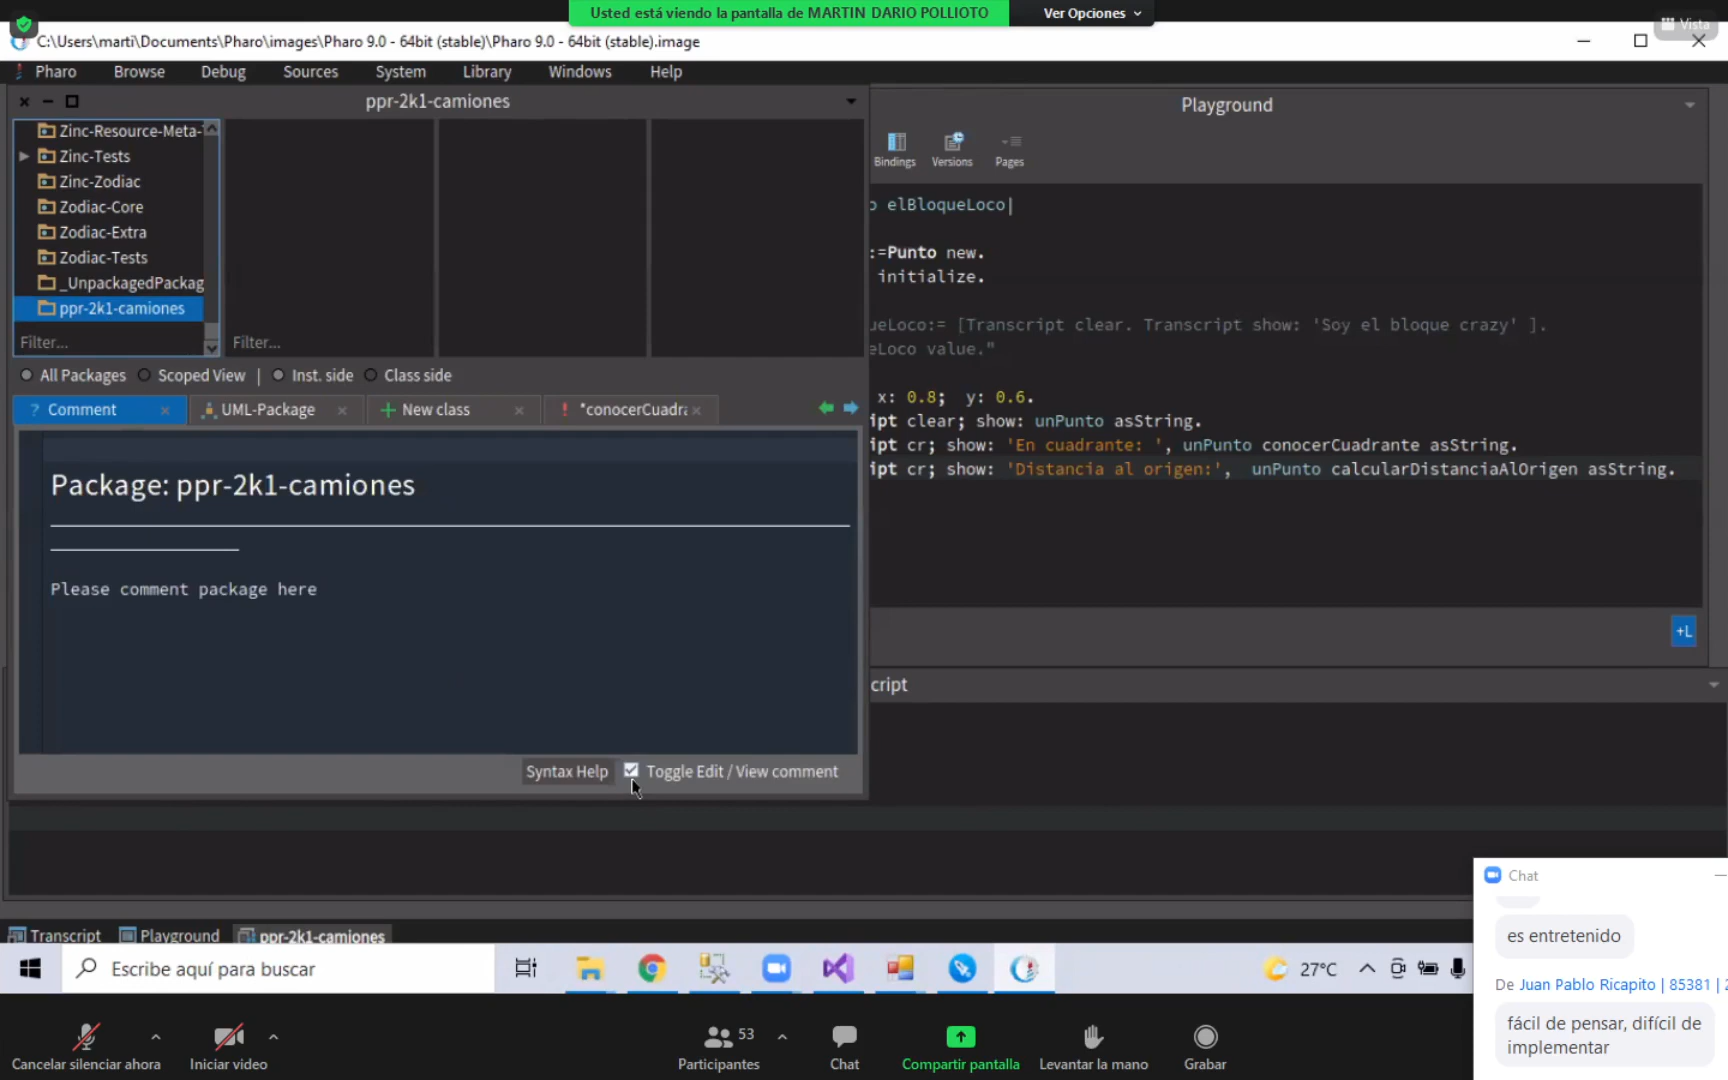 Usted está viendo la pantalla de MARTIN DARIO POLLIOTO
Ver Opciones
Vista
C:\Users\marti\Documents\Pharo\images\Pharo 9.0 - 64bit (stable)\Pharo 9.0 - 64bit (stable).image
Pharo Browse Debug Sources System Library Windows Help
ppr-2k1-camiones
Playground
Zinc-Resource-Meta-
Zinc-Tests
Zinc-Zodiac
Zodiac-Core
Zodiac-Extra
Zodiac-Tests
_UnpackagedPackag
ppr-2k1-camiones
Filter...
Filter...
Bindings Versions Pages
o elBloqueLoco|
:=Punto new.
initialize.
ueLoco:= [Transcript clear. Transcript show: 'Soy el bloque crazy' ].
eLoco value."
x: 0.8; y: 0.6.
ipt clear; show: unPunto asString.
ipt cr; show: 'En cuadrante: ', unPunto conocerCuadrante asString.
ipt cr; show: 'Distancia al origen:', unPunto calcularDistanciaAlOrigen asString.
All Packages Scoped View | Inst. side Class side
? Comment UML-Package New class ! *conocerCuadra
Package: ppr-2k1-camiones
Please comment package here
Syntax Help Toggle Edit / View comment
+L
cript
Transcript Playground ppr-2k1-camiones
Escribe aquí para buscar
27°C
Chat
es entretenido
De Juan Pablo Ricapito | 85381 | 2
fácil de pensar, difícil de
implementar
Cancelar silenciar ahora
Iniciar video
53
Participantes
Chat
Compartir pantalla
Levantar la mano
Grabar